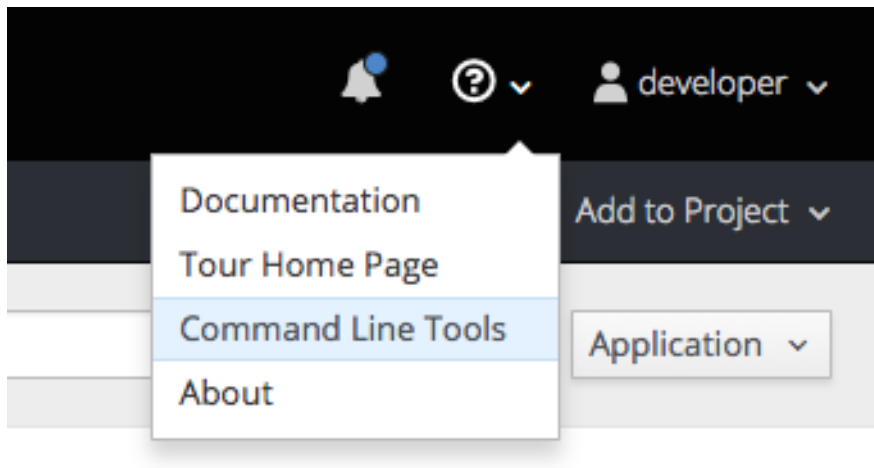 developer
Documentation
Add to Project
Tour Home Page
Command Line Tools
Application
About